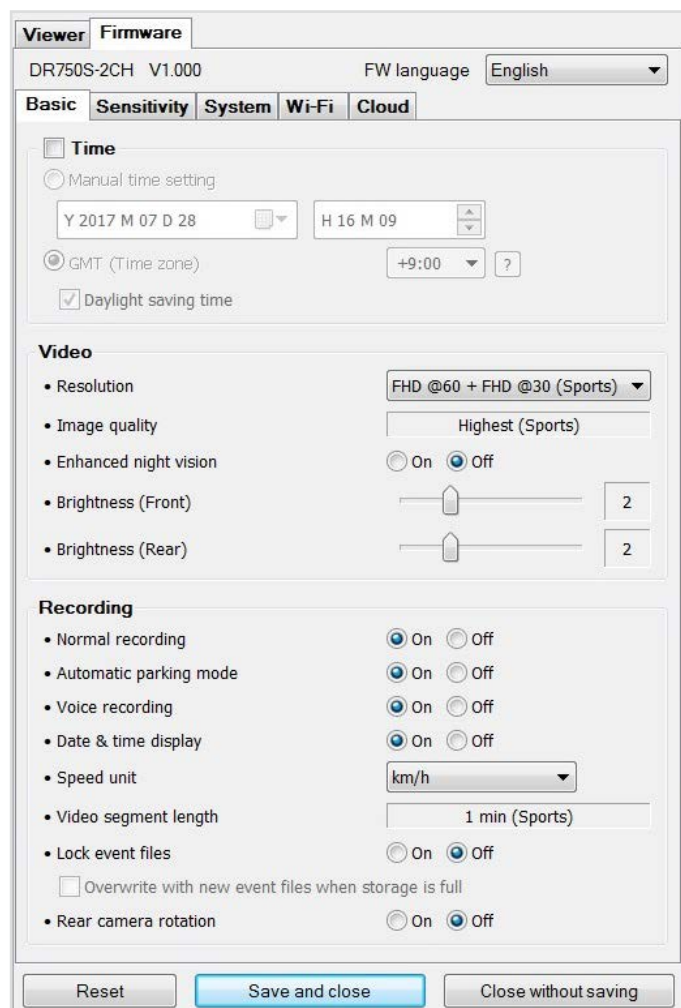 Viewer Firmware
DR750S-2CH V1.000 FW language English
Basic Sensitivity System Wi-Fi Cloud
Time
Manual time setting
Y 2017 M 07 D 28 H 16 M 09
GMT (Time zone) +9:00 ?
Daylight saving time
Video
• Resolution FHD @60 + FHD @30 (Sports)
• Image quality Highest (Sports)
• Enhanced night vision On Off
• Brightness (Front) 2
• Brightness (Rear) 2
Recording
• Normal recording On Off
• Automatic parking mode On Off
• Voice recording On Off
• Date & time display On Off
• Speed unit km/h
• Video segment length 1 min (Sports)
• Lock event files On Off
Overwrite with new event files when storage is full
• Rear camera rotation On Off
Reset Save and close Close without saving